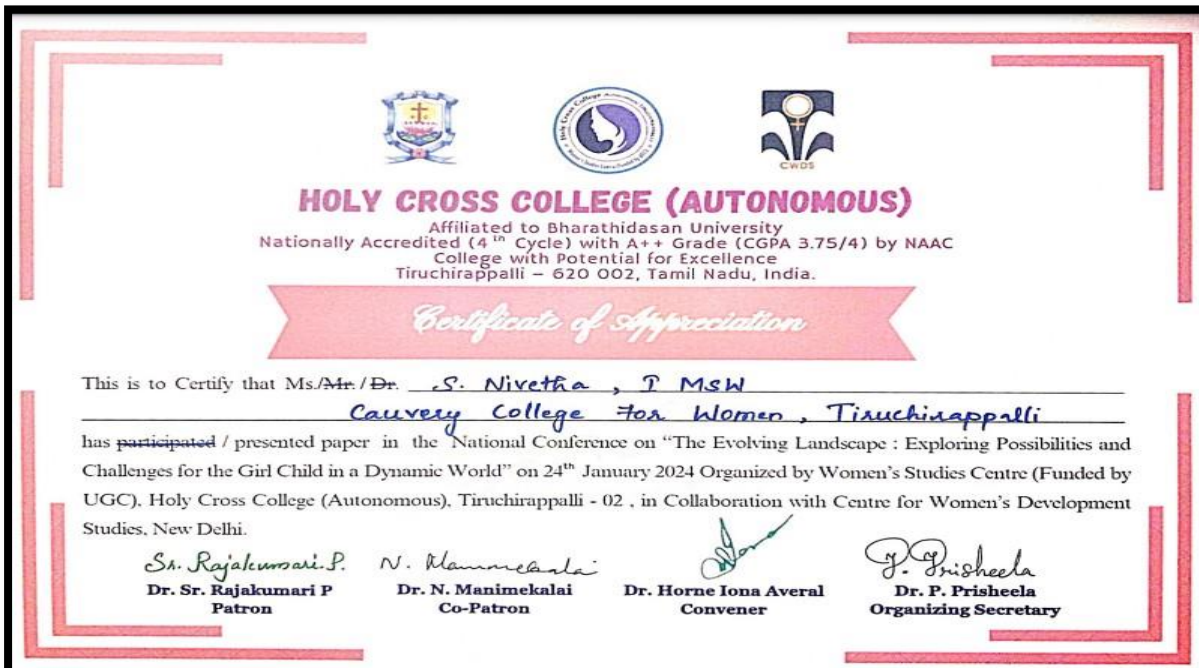 CWDS
HOLY CROSS COLLEGE (AUTONOMOUS)
Affiliated to Bharathidasan University
Nationally Accredited (4th Cycle) with A++ Grade (CGPA 3.75/4) by NAAC
College with Potential for Excellence
Tiruchirappalli – 620 002, Tamil Nadu, India.
Certificate of Appreciation
This is to Certify that Ms./Mr. / Dr. S. Nivetha , I MSW
Cauvery College For Women, Tiruchirappalli
has participated / presented paper in the National Conference on “The Evolving Landscape : Exploring Possibilities and
Challenges for the Girl Child in a Dynamic World” on 24th January 2024 Organized by Women’s Studies Centre (Funded by
UGC), Holy Cross College (Autonomous), Tiruchirappalli - 02 , in Collaboration with Centre for Women’s Development
Studies, New Delhi.
Sr. Rajakumari. P. N. Manimekalai P. Prisheela
Dr. Sr. Rajakumari P Dr. N. Manimekalai Dr. Horne Iona Averal Dr. P. Prisheela
Patron Co-Patron Convener Organizing Secretary